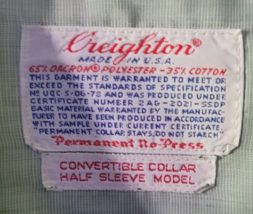 Creighton®
MADE IN U.S.A.
65% DACRON® POLYESTER - 35% COTTON
THIS GARMENT IS WARRANTED TO MEET OR
EXCEED THE STANDARDS OF SPECIFICATION
Nº UQC S-06-73 AND WAS PRODUCED UNDER
CERTIFICATE NUMBER 2A6-2021-SSDP
BASIC MATERIAL WARRANTED BY THE MANUFAC-
TURER TO HAVE BEEN PRODUCED IN ACCORDANCE
WITH SAMPLE UNDER CURRENT CERTIFICATE.
"PERMANENT COLLAR STAYS, DO NOT STARCH"
Permanent No-Press
CONVERTIBLE COLLAR
HALF SLEEVE MODEL